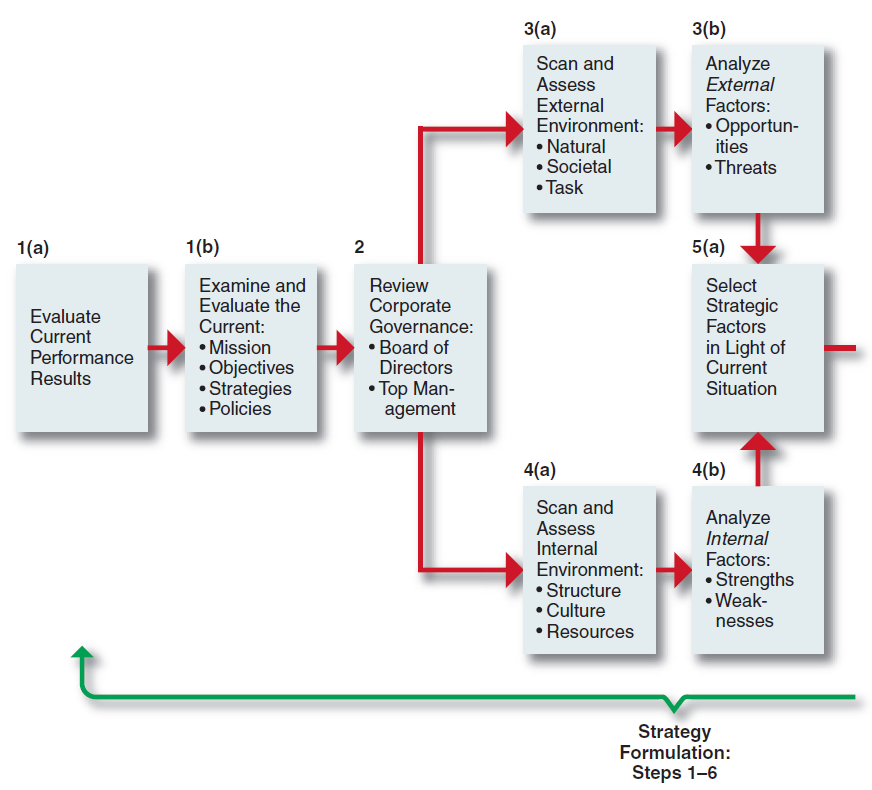 1(a)
Evaluate
Current
Performance
Results
1(b)
Examine and
Evaluate the
Current:
• Mission
• Objectives
• Strategies
• Policies
2
Review
Corporate
Governance:
• Board of
Directors
• Top Man-
agement
3(a)
Scan and
Assess
External
Environment:
• Natural
• Societal
• Task
3(b)
Analyze
External
Factors:
• Opportun-
ities
• Threats
4(a)
Scan and
Assess
Internal
Environment:
• Structure
• Culture
• Resources
4(b)
Analyze
Internal
Factors:
• Strengths
• Weak-
nesses
5(a)
Select
Strategic
Factors
in Light of
Current
Situation
Strategy
Formulation:
Steps 1–6